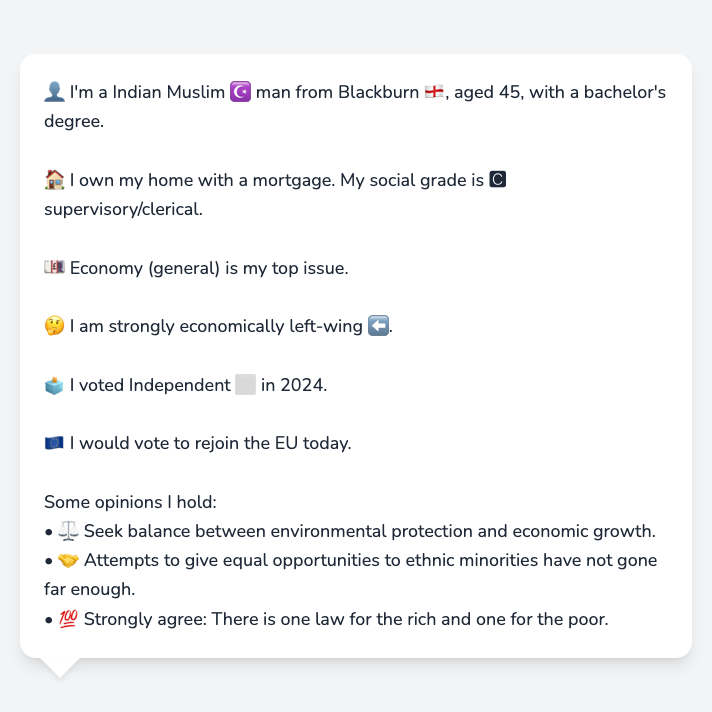 👤 I'm a Indian Muslim ☪️ man from Blackburn 🏴󠁧󠁢󠁥󠁮󠁧󠁿, aged 45, with a bachelor's
degree.
🏠 I own my home with a mortgage. My social grade is 🅲
supervisory/clerical.
💷 Economy (general) is my top issue.
🤔 I am strongly economically left-wing ⬅️.
🗳️ I voted Independent ⬜ in 2024.
🇪🇺 I would vote to rejoin the EU today.
Some opinions I hold:
• ⚖️ Seek balance between environmental protection and economic growth.
• 🤝 Attempts to give equal opportunities to ethnic minorities have not gone
far enough.
• 💯 Strongly agree: There is one law for the rich and one for the poor.